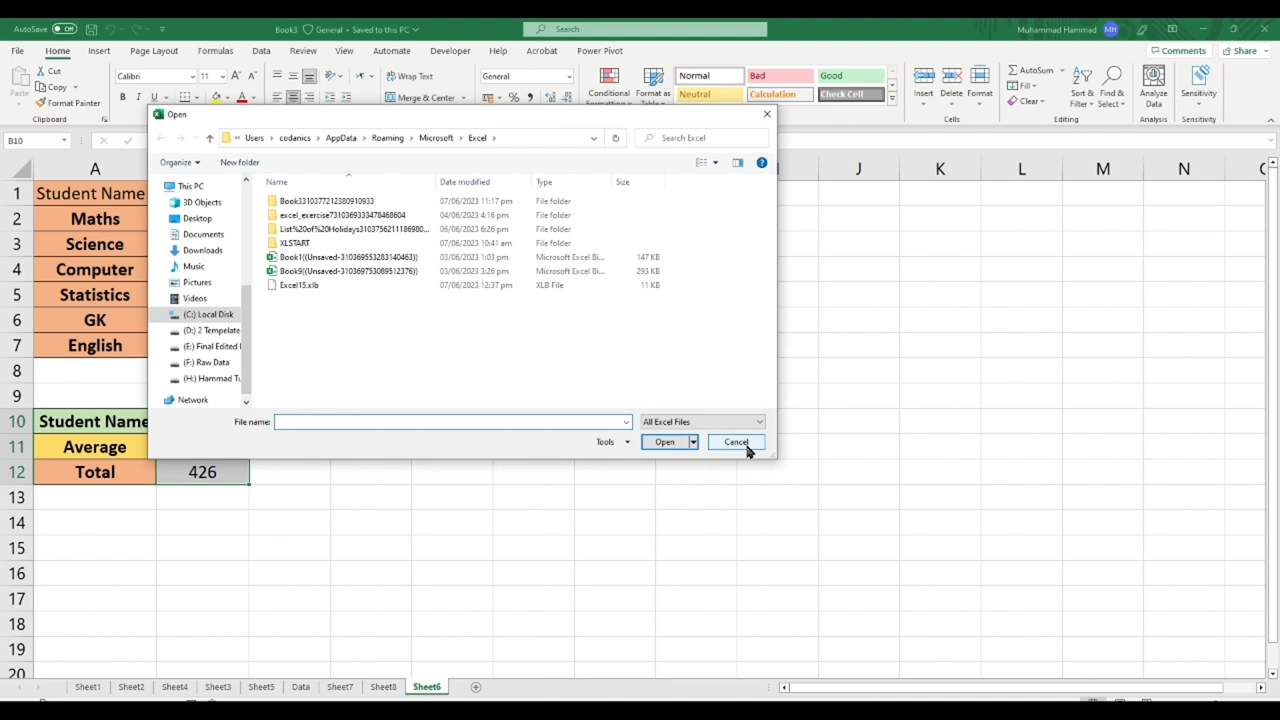 AutoSave Off Book3 General • Saved to this PC Search Muhammad Hammad MH
File Home Insert Page Layout Formulas Data Review View Automate Developer Help Acrobat Power Pivot Comments Share
Cut Calibri 11 A A Wrap Text General Normal Bad Good AutoSum
Copy Fill
Paste Format Painter B I U Merge & Center % Conditional Format as Neutral Calculation Check Cell Insert Delete Format Clear Sort & Find & Analyze Sensitivity
Formatting Table Filter Select Data
Clipboard Cells Editing Analysis Sensitivity
Open
B10
« Users codanics AppData Roaming Microsoft Excel Search Excel
Organize New folder
A J K L M N
Name Date modified Type Size
This PC
1 Student Name
3D Objects Book3310377212380910933 07/06/2023 11:17 pm File folder
2 Maths
Desktop excel_exercise7310369333478468604 04/06/2023 4:16 pm File folder
Documents List%20of%20Holidays3103756211186980... 06/06/2023 6:26 pm File folder
3 Science
Downloads XLSTART 07/06/2023 10:41 am File folder
Music Book1((Unsaved-310369553283140463)) 03/06/2023 1:03 pm Microsoft Excel Bi... 147 KB
4 Computer
Pictures Book9((Unsaved-310369753089512376)) 03/06/2023 3:26 pm Microsoft Excel Bi... 293 KB
5 Statistics
Videos Excel15.xlb 07/06/2023 12:37 pm XLB File 11 KB
(C:) Local Disk
6 GK
(D:) 2 Tempelate
7 English
(E:) Final Edited
(F:) Raw Data
8
(H:) Hammad Tu
9
Network
10 Student Name
File name: All Excel Files
11 Average
Tools Open Cancel
12 Total 426
13
14
15
16
17
18
19
20
Sheet1 Sheet2 Sheet4 Sheet3 Sheet5 Data Sheet7 Sheet8 Sheet6